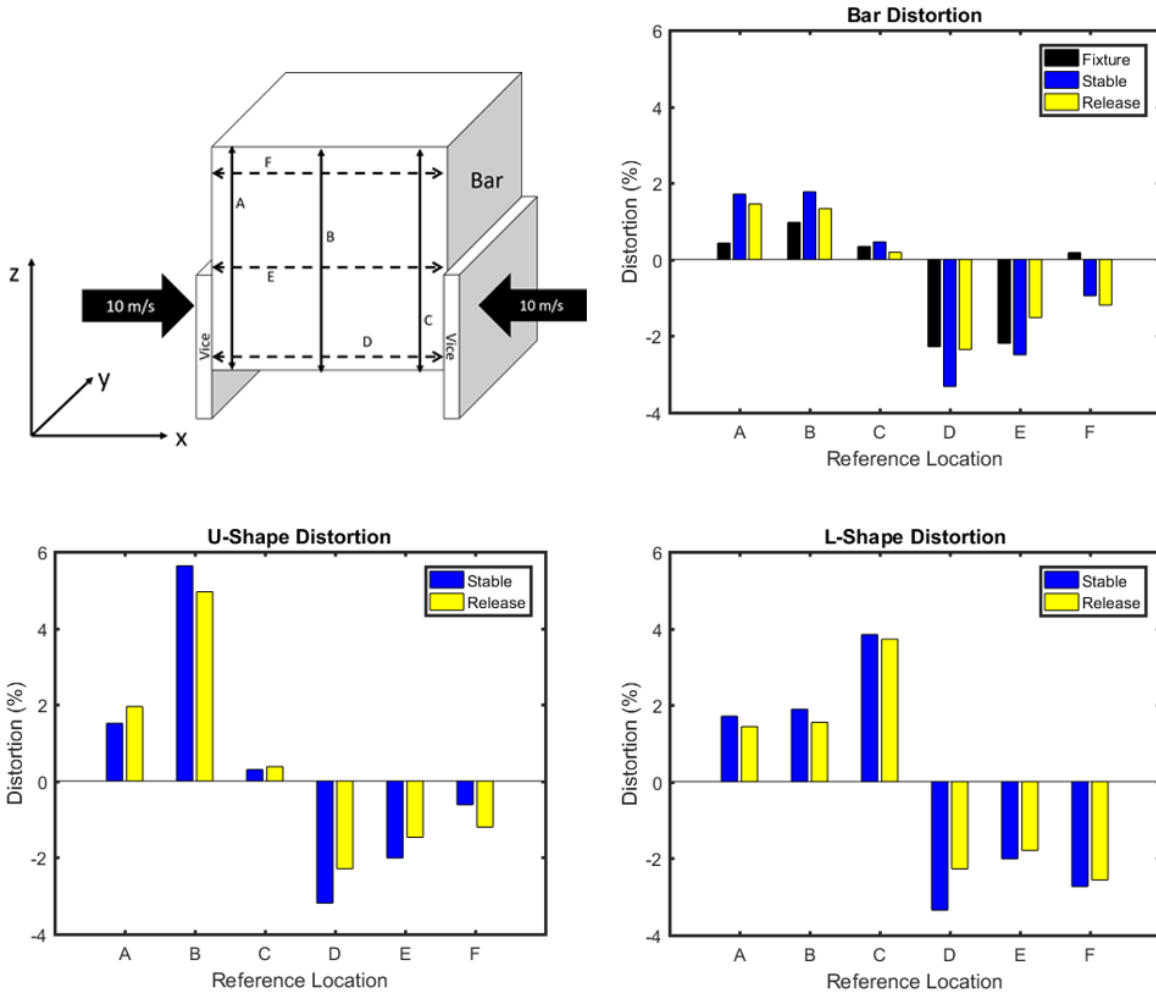 F
A
B
E
C
D
Bar
Vice
Vice
10 m/s
10 m/s
z
y
x
Bar Distortion
Fixture
Stable
Release
Distortion (%)
6
4
2
0
-2
-4
A B C D E F
Reference Location
U-Shape Distortion
Stable
Release
Distortion (%)
6
4
2
0
-2
-4
A B C D E F
Reference Location
L-Shape Distortion
Stable
Release
Distortion (%)
6
4
2
0
-2
-4
A B C D E F
Reference Location